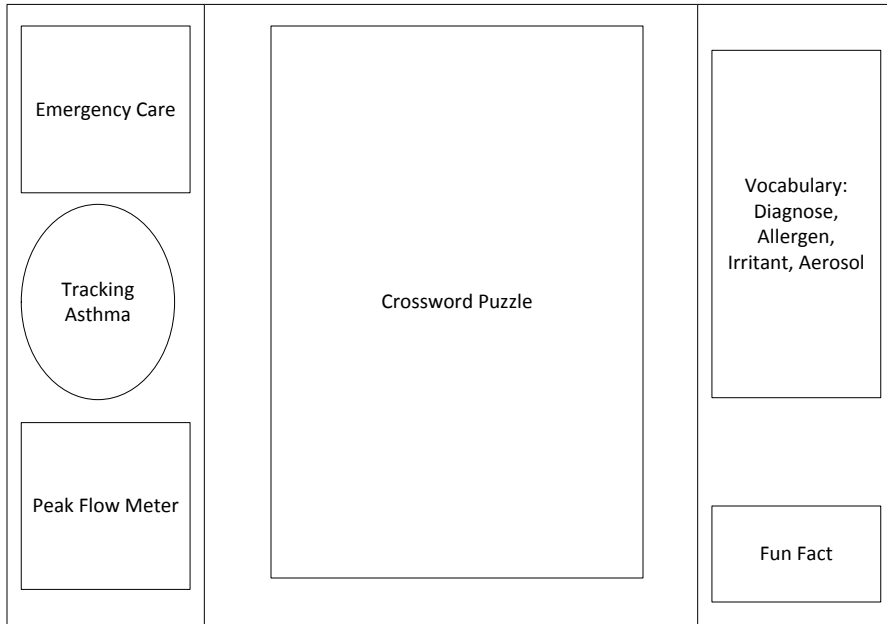 Emergency Care
Tracking
Asthma
Peak Flow Meter
Crossword Puzzle
Vocabulary:
Diagnose,
Allergen,
Irritant, Aerosol
Fun Fact